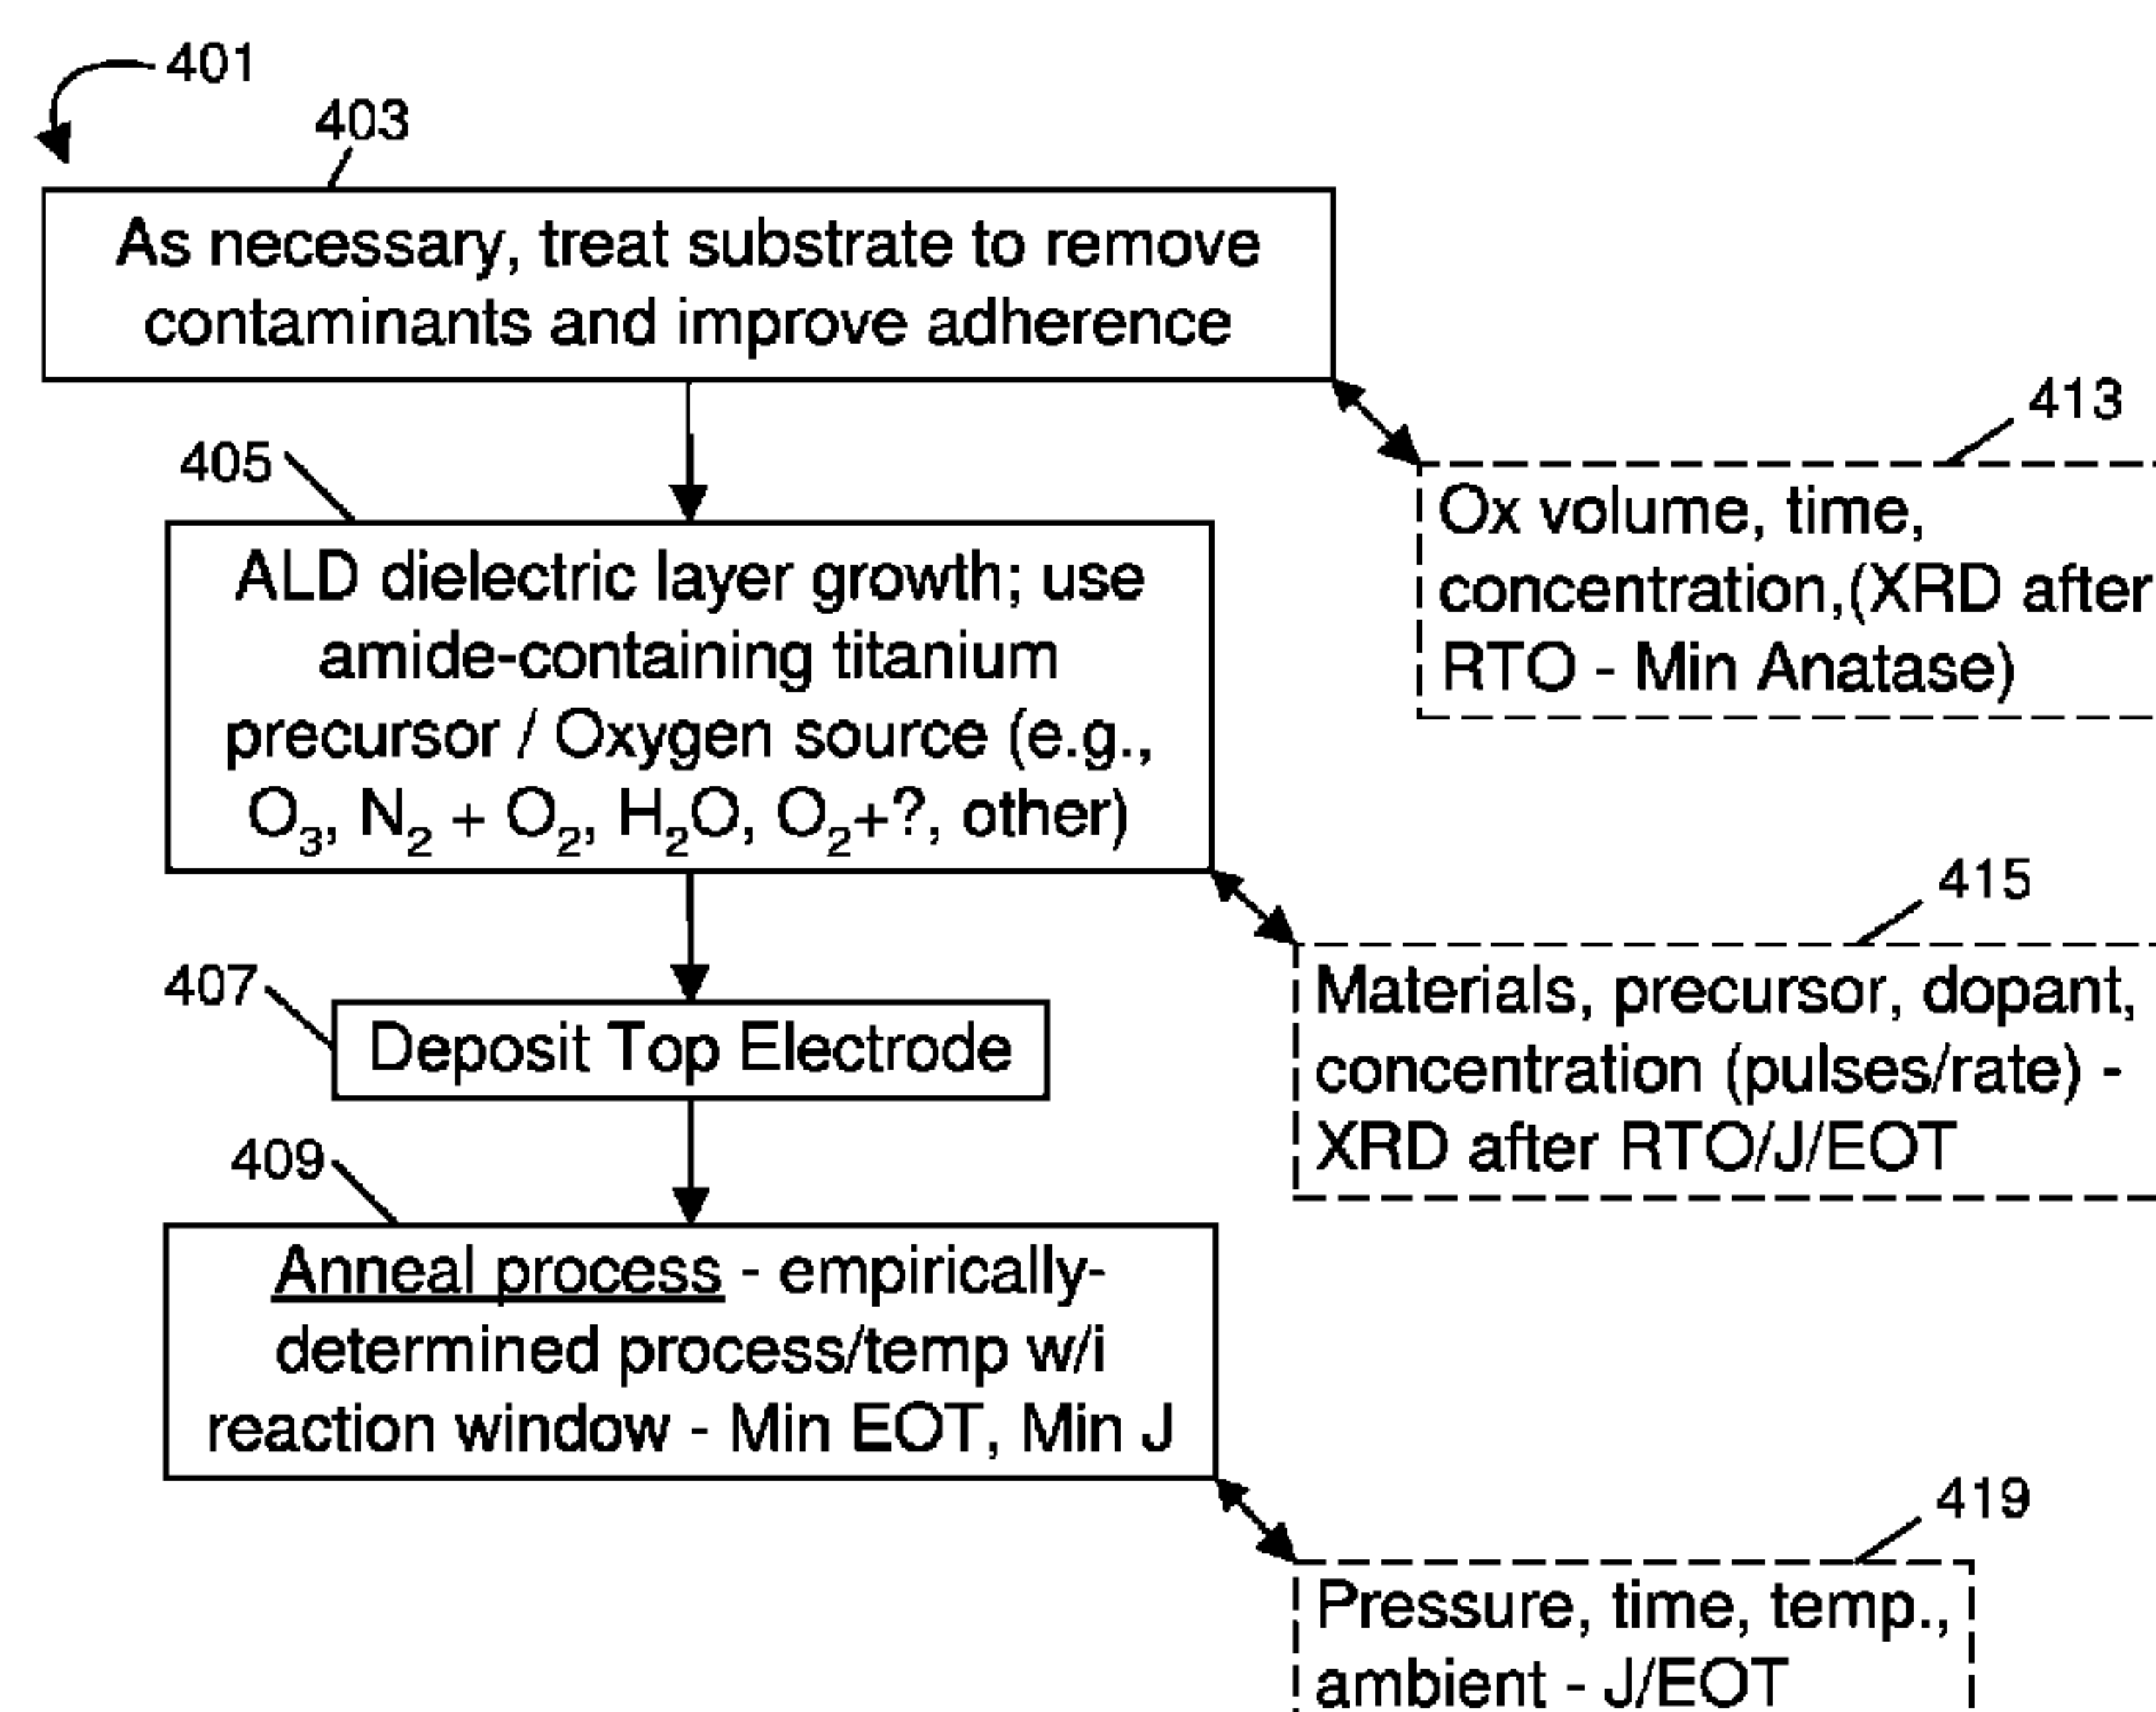 401
403
As necessary, treat substrate to remove
contaminants and improve adherence
413
Ox volume, time,
concentration,(XRD after
RTO - Min Anatase)
405
ALD dielectric layer growth; use
amide-containing titanium
precursor / Oxygen source (e.g.,
O₃, N₂ + O₂, H₂O, O₂+?, other)
415
Materials, precursor, dopant,
concentration (pulses/rate) -
XRD after RTO/J/EOT
407
Deposit Top Electrode
409
Anneal process - empirically-
determined process/temp w/i
reaction window - Min EOT, Min J
419
Pressure, time, temp.,
ambient - J/EOT